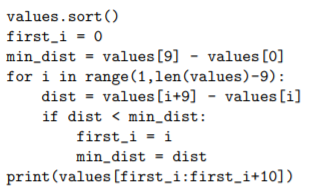 values.sort()
first_i = 0
min_dist = values[9] - values[0]
for i in range(1,len(values)-9):
    dist = values[i+9] - values[i]
    if dist < min_dist:
        first_i = i
        min_dist = dist
print(values[first_i:first_i+10])